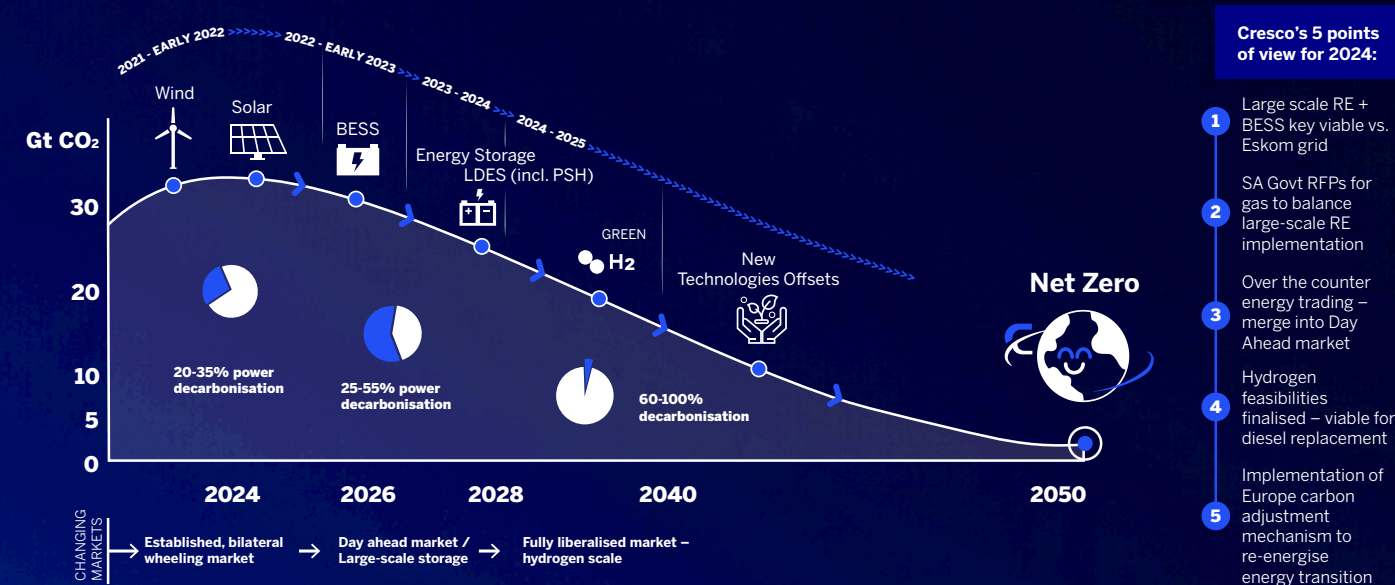 2021 - EARLY 2022
2022 - EARLY 2023
2023 - 2024
2024 - 2025
Wind
Solar
BESS
Energy Storage
LDES (incl. PSH)
GREEN
H2
New
Technologies Offsets
Net Zero
Gt CO2
30
20
10
5
0
20-35% power
decarbonisation
25-55% power
decarbonisation
60-100%
decarbonisation
2024
2026
2028
2040
2050
CHANGING
MARKETS
Established, bilateral
wheeling market
Day ahead market /
Large-scale storage
Fully liberalised market –
hydrogen scale
Cresco's 5 points
of view for 2024:
1
Large scale RE +
BESS key viable vs.
Eskom grid
2
SA Govt RFPs for
gas to balance
large-scale RE
implementation
3
Over the counter
energy trading –
merge into Day
Ahead market
4
Hydrogen
feasibilities
finalised – viable for
diesel replacement
5
Implementation of
Europe carbon
adjustment
mechanism to
re-energise
energy transition